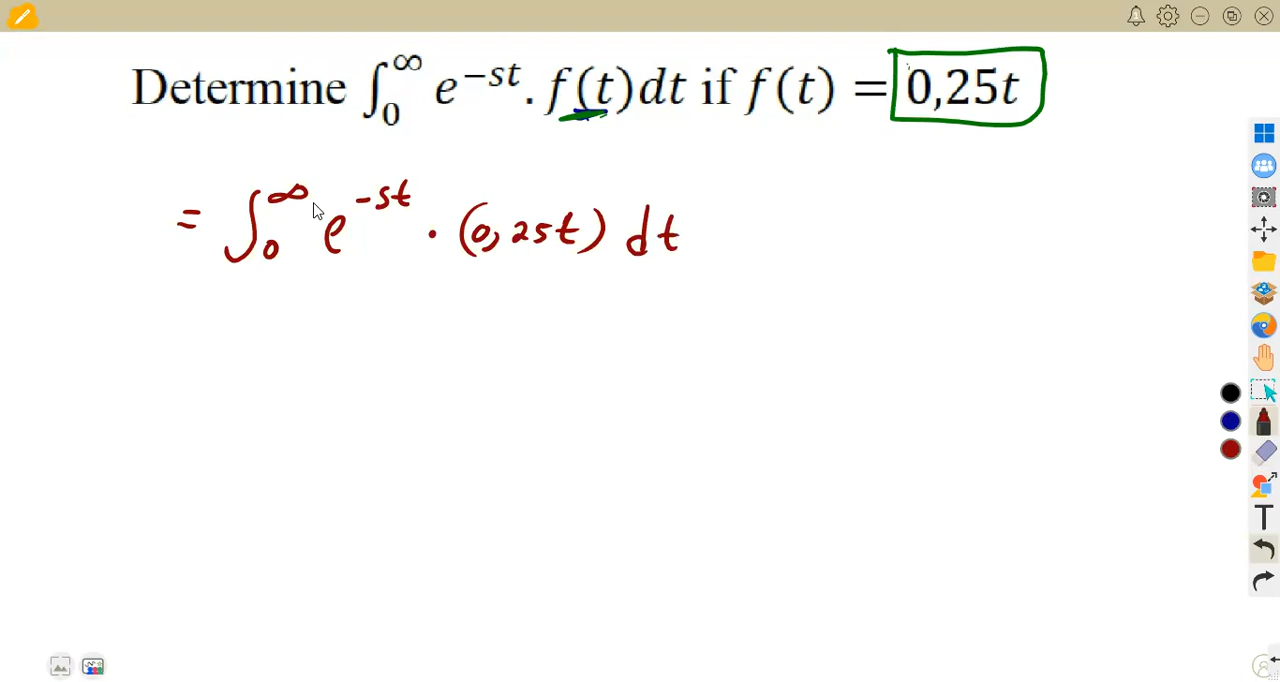 Determine ∫₀^∞ e^{-st}. f(t)dt if f(t) = 0,25t
= ∫₀^∞ e^{-st} · (0,25t) dt
T